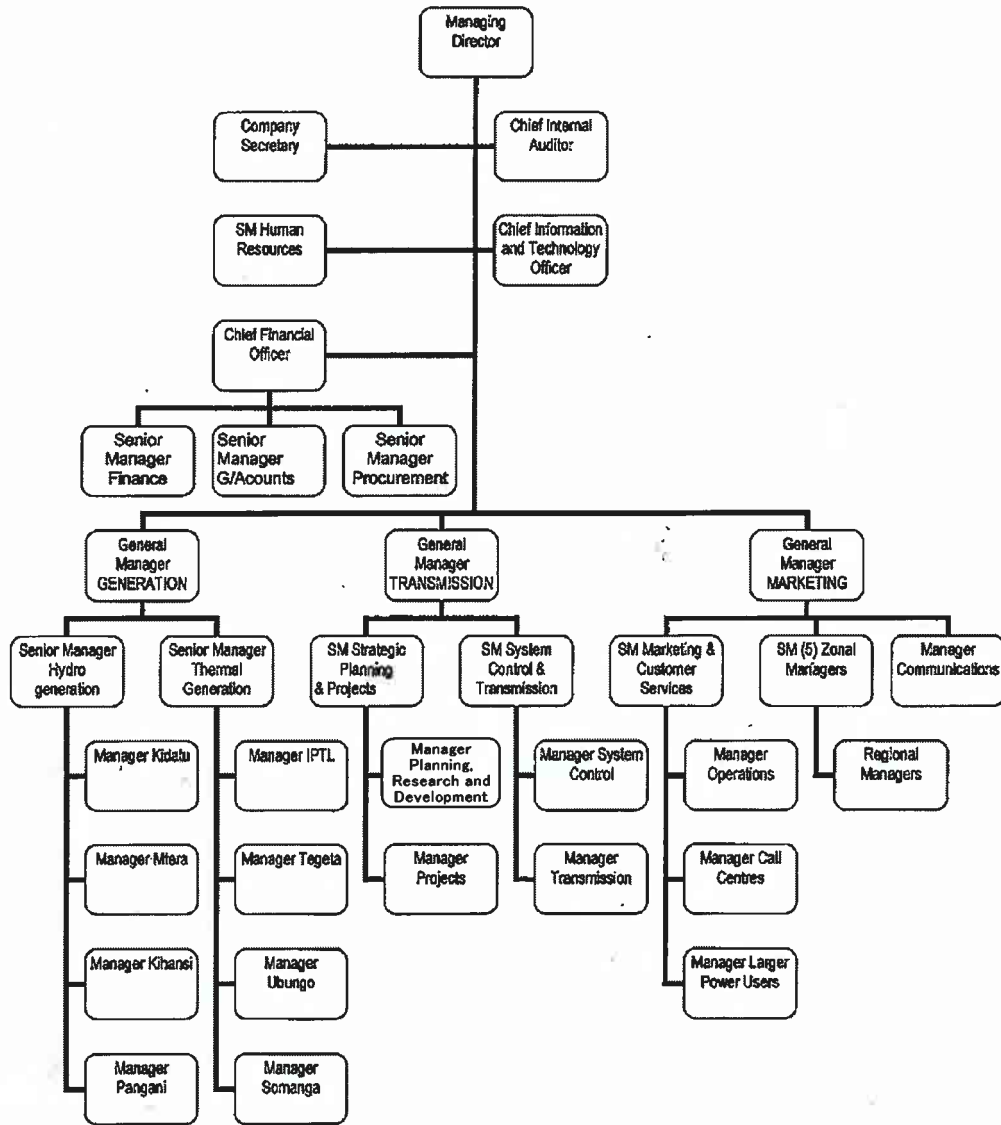 Managing
Director
Company
Secretary
Chief Internal
Auditor
SM Human
Resources
Chief Information
and Technology
Officer
Chief Financial
Officer
Senior
Manager
Finance
Senior
Manager
G/Acounts
Senior
Manager
Procurement
General
Manager
GENERATION
General
Manager
TRANSMISSION
General
Manager
MARKETING
Senior Manager
Hydro
generation
Senior Manager
Thermal
Generation
SM Strategic
Planning
& Projects
SM System
Control &
Transmission
SM Marketing &
Customer
Services
SM (5) Zonal
Managers
Manager
Communications
Manager Kidatu
Manager IPTL
Manager
Planning,
Research and
Development
Manager System
Control
Manager
Operations
Regional
Managers
Manager Mtera
Manager Tegeta
Manager
Projects
Manager
Transmission
Manager Call
Centres
Manager Kihansi
Manager
Ubungo
Manager Larger
Power Users
Manager
Pangani
Manager
Somanga